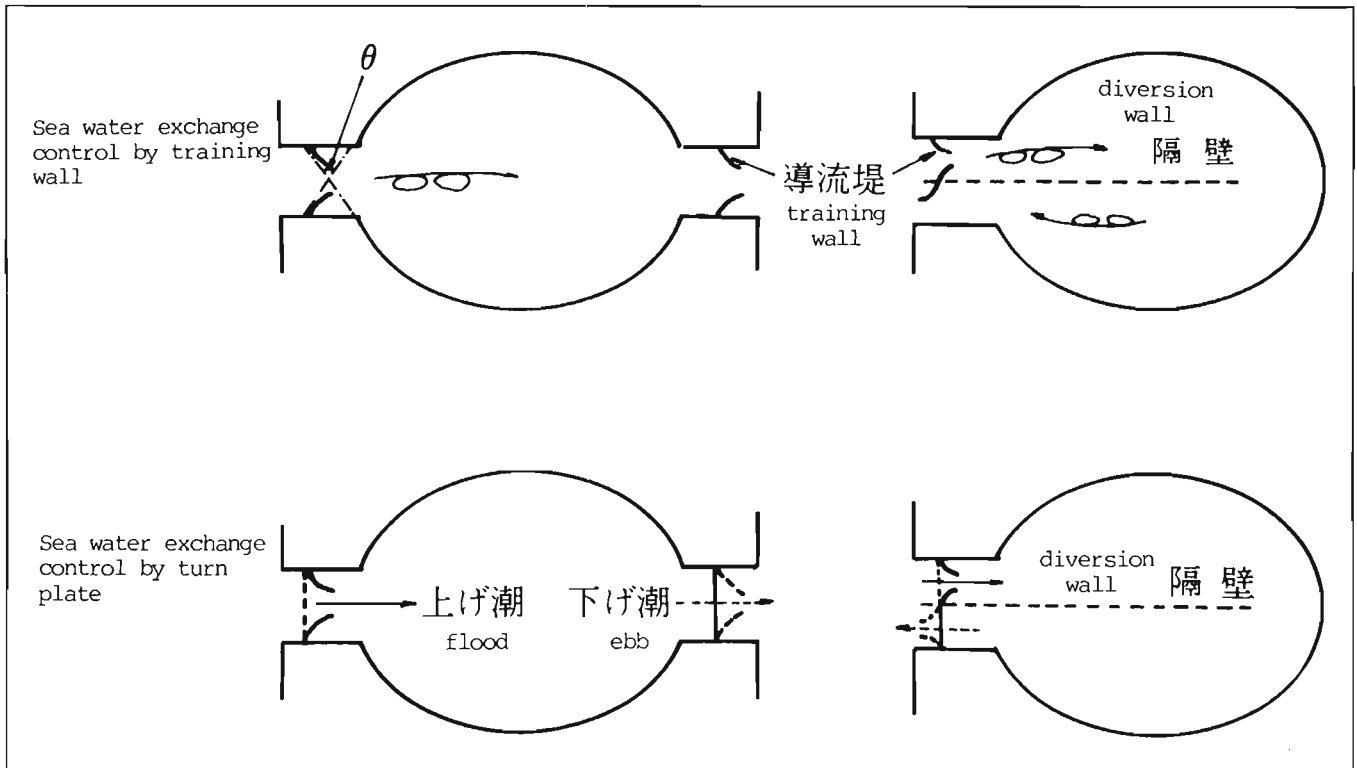 θ
Sea water exchange
control by training
wall
導流堤
training
wall
diversion
wall
隔壁
Sea water exchange
control by turn
plate
上げ潮
flood
下げ潮
ebb
diversion
wall
隔壁